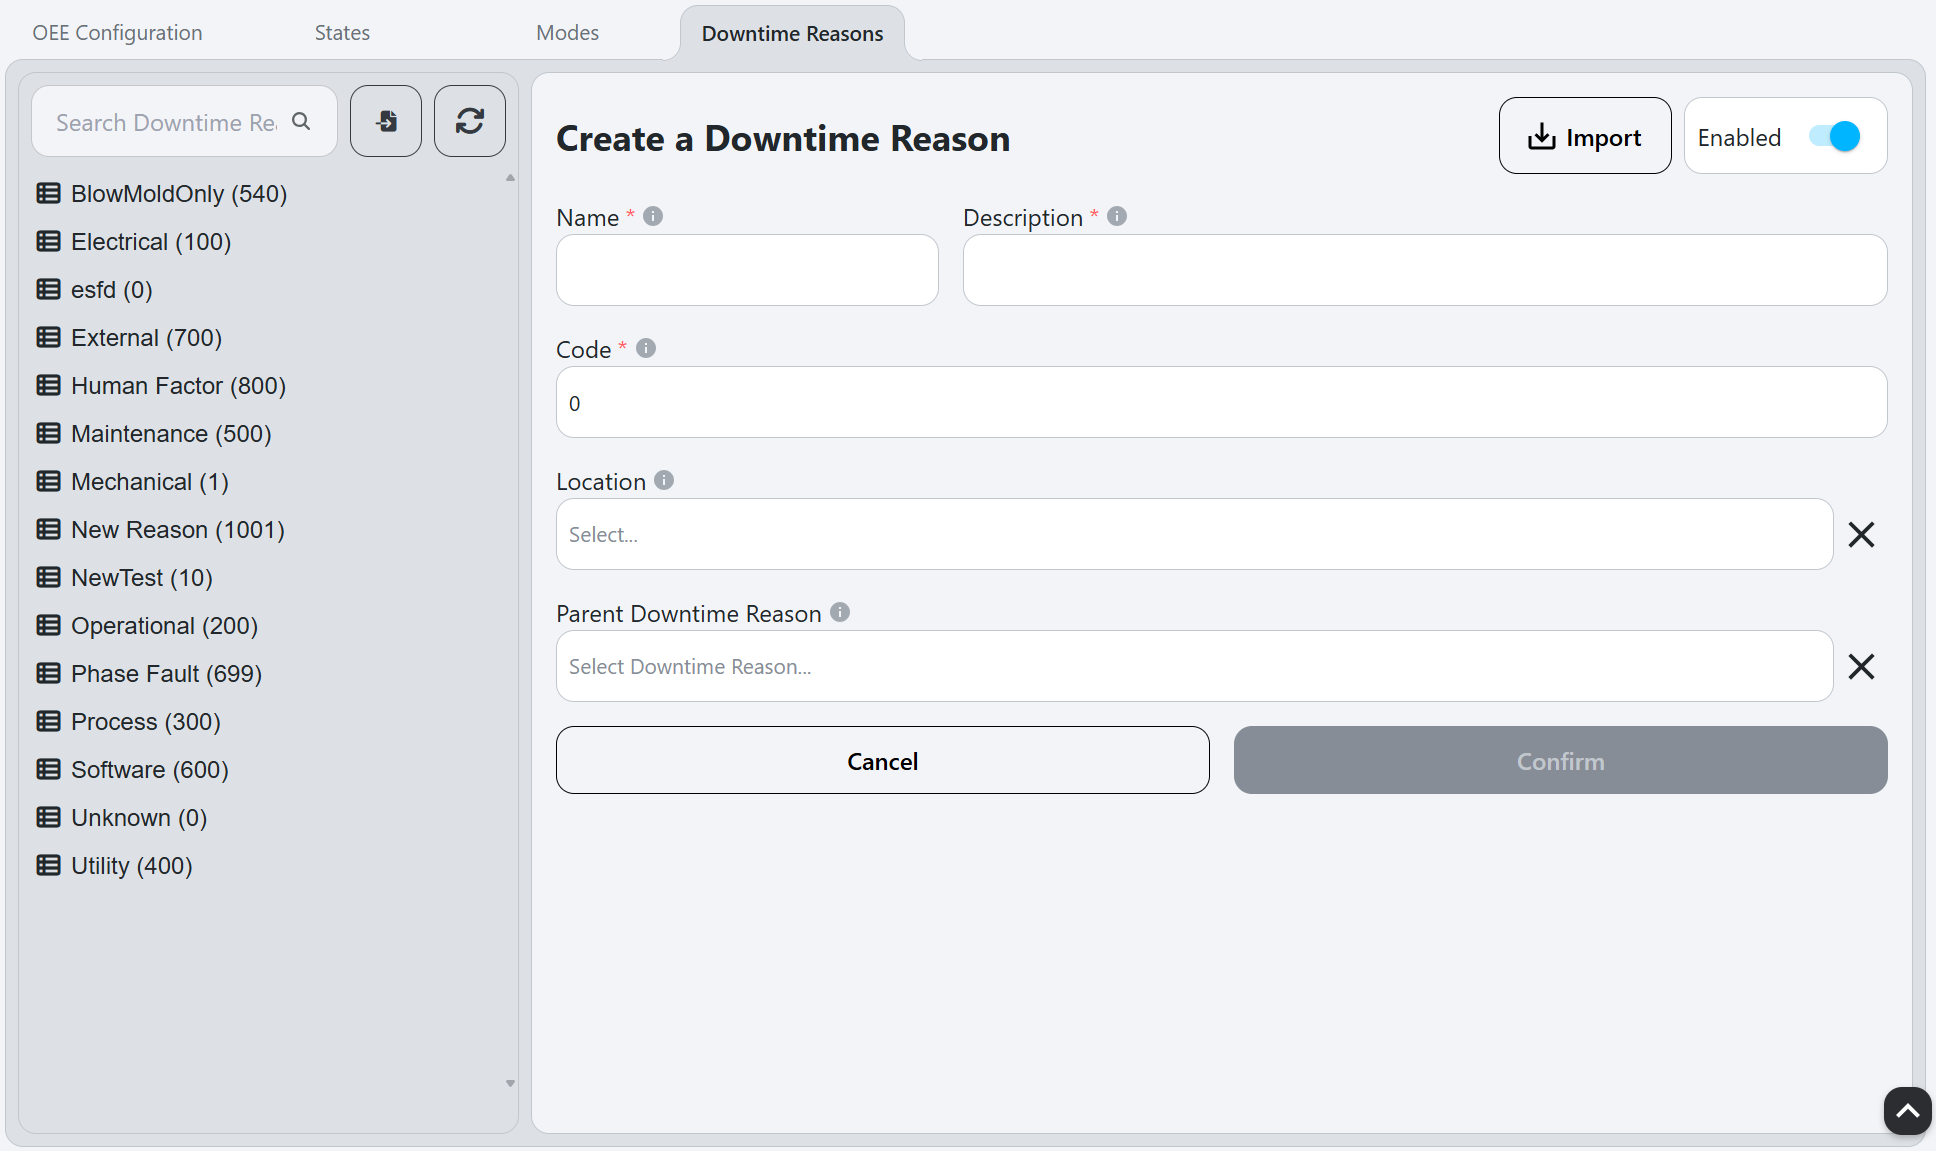 OEE Configuration
States
Modes
Downtime Reasons
Search Downtime Re
BlowMoldOnly (540)
Electrical (100)
esfd (0)
External (700)
Human Factor (800)
Maintenance (500)
Mechanical (1)
New Reason (1001)
NewTest (10)
Operational (200)
Phase Fault (699)
Process (300)
Software (600)
Unknown (0)
Utility (400)
Create a Downtime Reason
Import
Enabled
Name *
Description *
Code *
0
Location
Select...
Parent Downtime Reason
Select Downtime Reason...
Cancel
Confirm